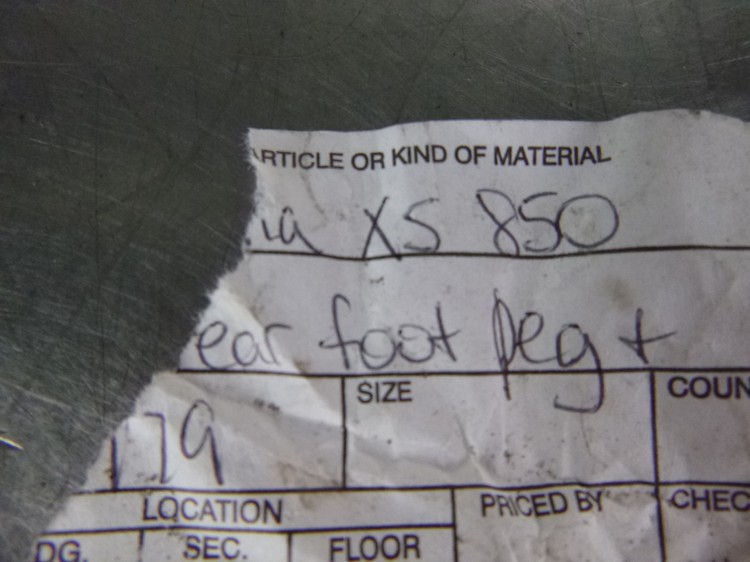 ARTICLE OR KIND OF MATERIAL
ia XS 850
ear foot peg +
SIZE COUN
179
LOCATION PRICED BY CHEC
DG. SEC. FLOOR